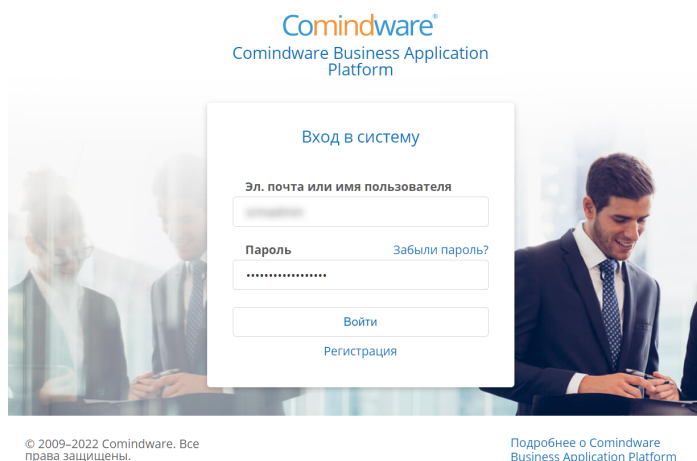 Comindware®
Comindware Business Application
Platform
Вход в систему
Эл. почта или имя пользователя
Пароль
Забыли пароль?
••••••••••••••••••
Войти
Регистрация
© 2009–2022 Comindware. Все
права защищены.
Подробнее о Comindware
Business Application Platform